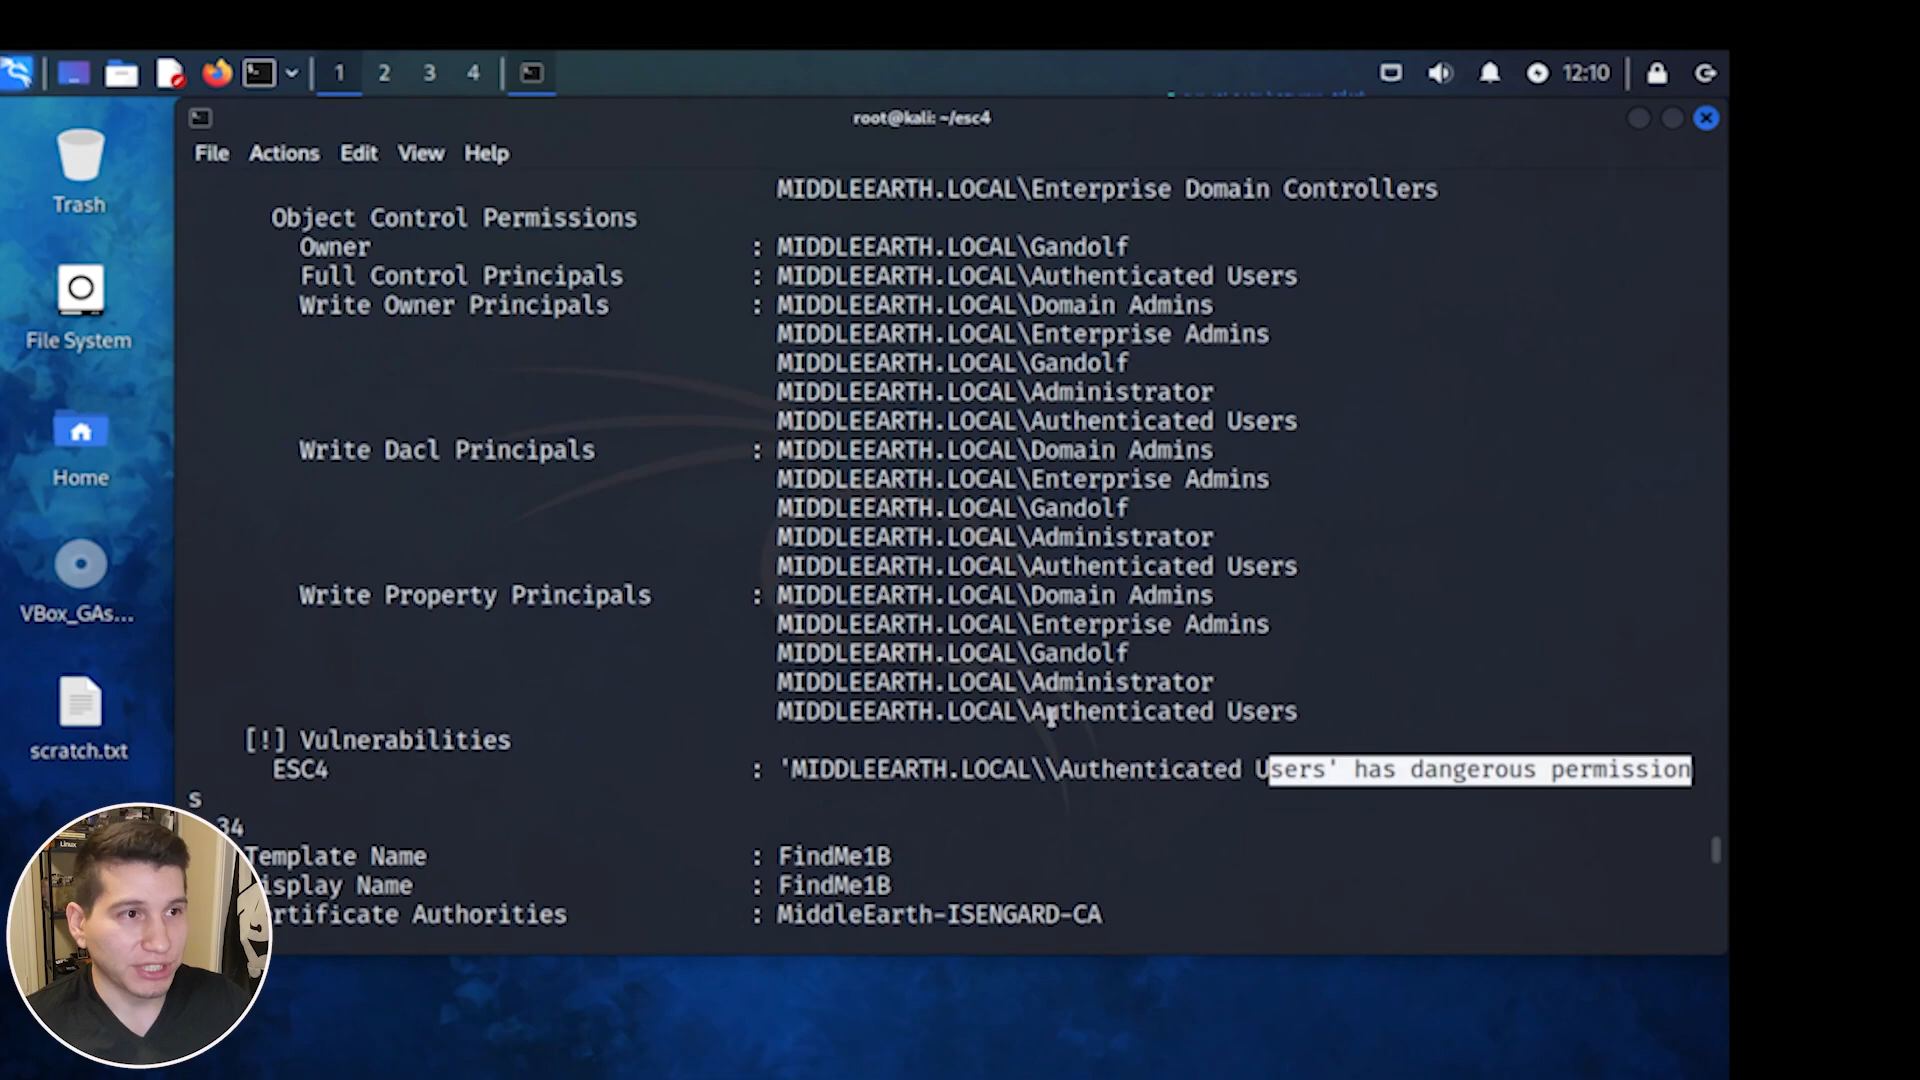 1 2 3 4 12:10
root@kali: ~/esc4
File Actions Edit View Help
MIDDLEEARTH.LOCAL\Enterprise Domain Controllers
Object Control Permissions
Owner : MIDDLEEARTH.LOCAL\Gandolf
Full Control Principals : MIDDLEEARTH.LOCAL\Authenticated Users
Write Owner Principals : MIDDLEEARTH.LOCAL\Domain Admins
MIDDLEEARTH.LOCAL\Enterprise Admins
MIDDLEEARTH.LOCAL\Gandolf
MIDDLEEARTH.LOCAL\Administrator
MIDDLEEARTH.LOCAL\Authenticated Users
Write Dacl Principals : MIDDLEEARTH.LOCAL\Domain Admins
MIDDLEEARTH.LOCAL\Enterprise Admins
MIDDLEEARTH.LOCAL\Gandolf
MIDDLEEARTH.LOCAL\Administrator
MIDDLEEARTH.LOCAL\Authenticated Users
Write Property Principals : MIDDLEEARTH.LOCAL\Domain Admins
MIDDLEEARTH.LOCAL\Enterprise Admins
MIDDLEEARTH.LOCAL\Gandolf
MIDDLEEARTH.LOCAL\Administrator
MIDDLEEARTH.LOCAL\Authenticated Users
[!] Vulnerabilities
ESC4 : 'MIDDLEEARTH.LOCAL\\Authenticated Users' has dangerous permission
s
34
Template Name : FindMe1B
isplay Name : FindMe1B
rtificate Authorities : MiddleEarth-ISENGARD-CA
Trash
File System
Home
VBox_GAs...
scratch.txt
Linux